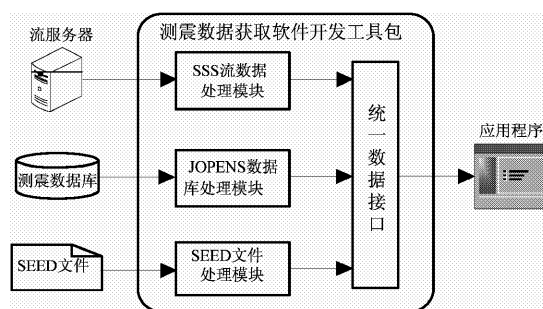 流服务器
测震数据获取软件开发工具包
SSS流数据
处理模块
测震数据库
JOPENS数据
库处理模块
SEED文件
SEED文件
处理模块
统
一
数
据
接
口
应用程序